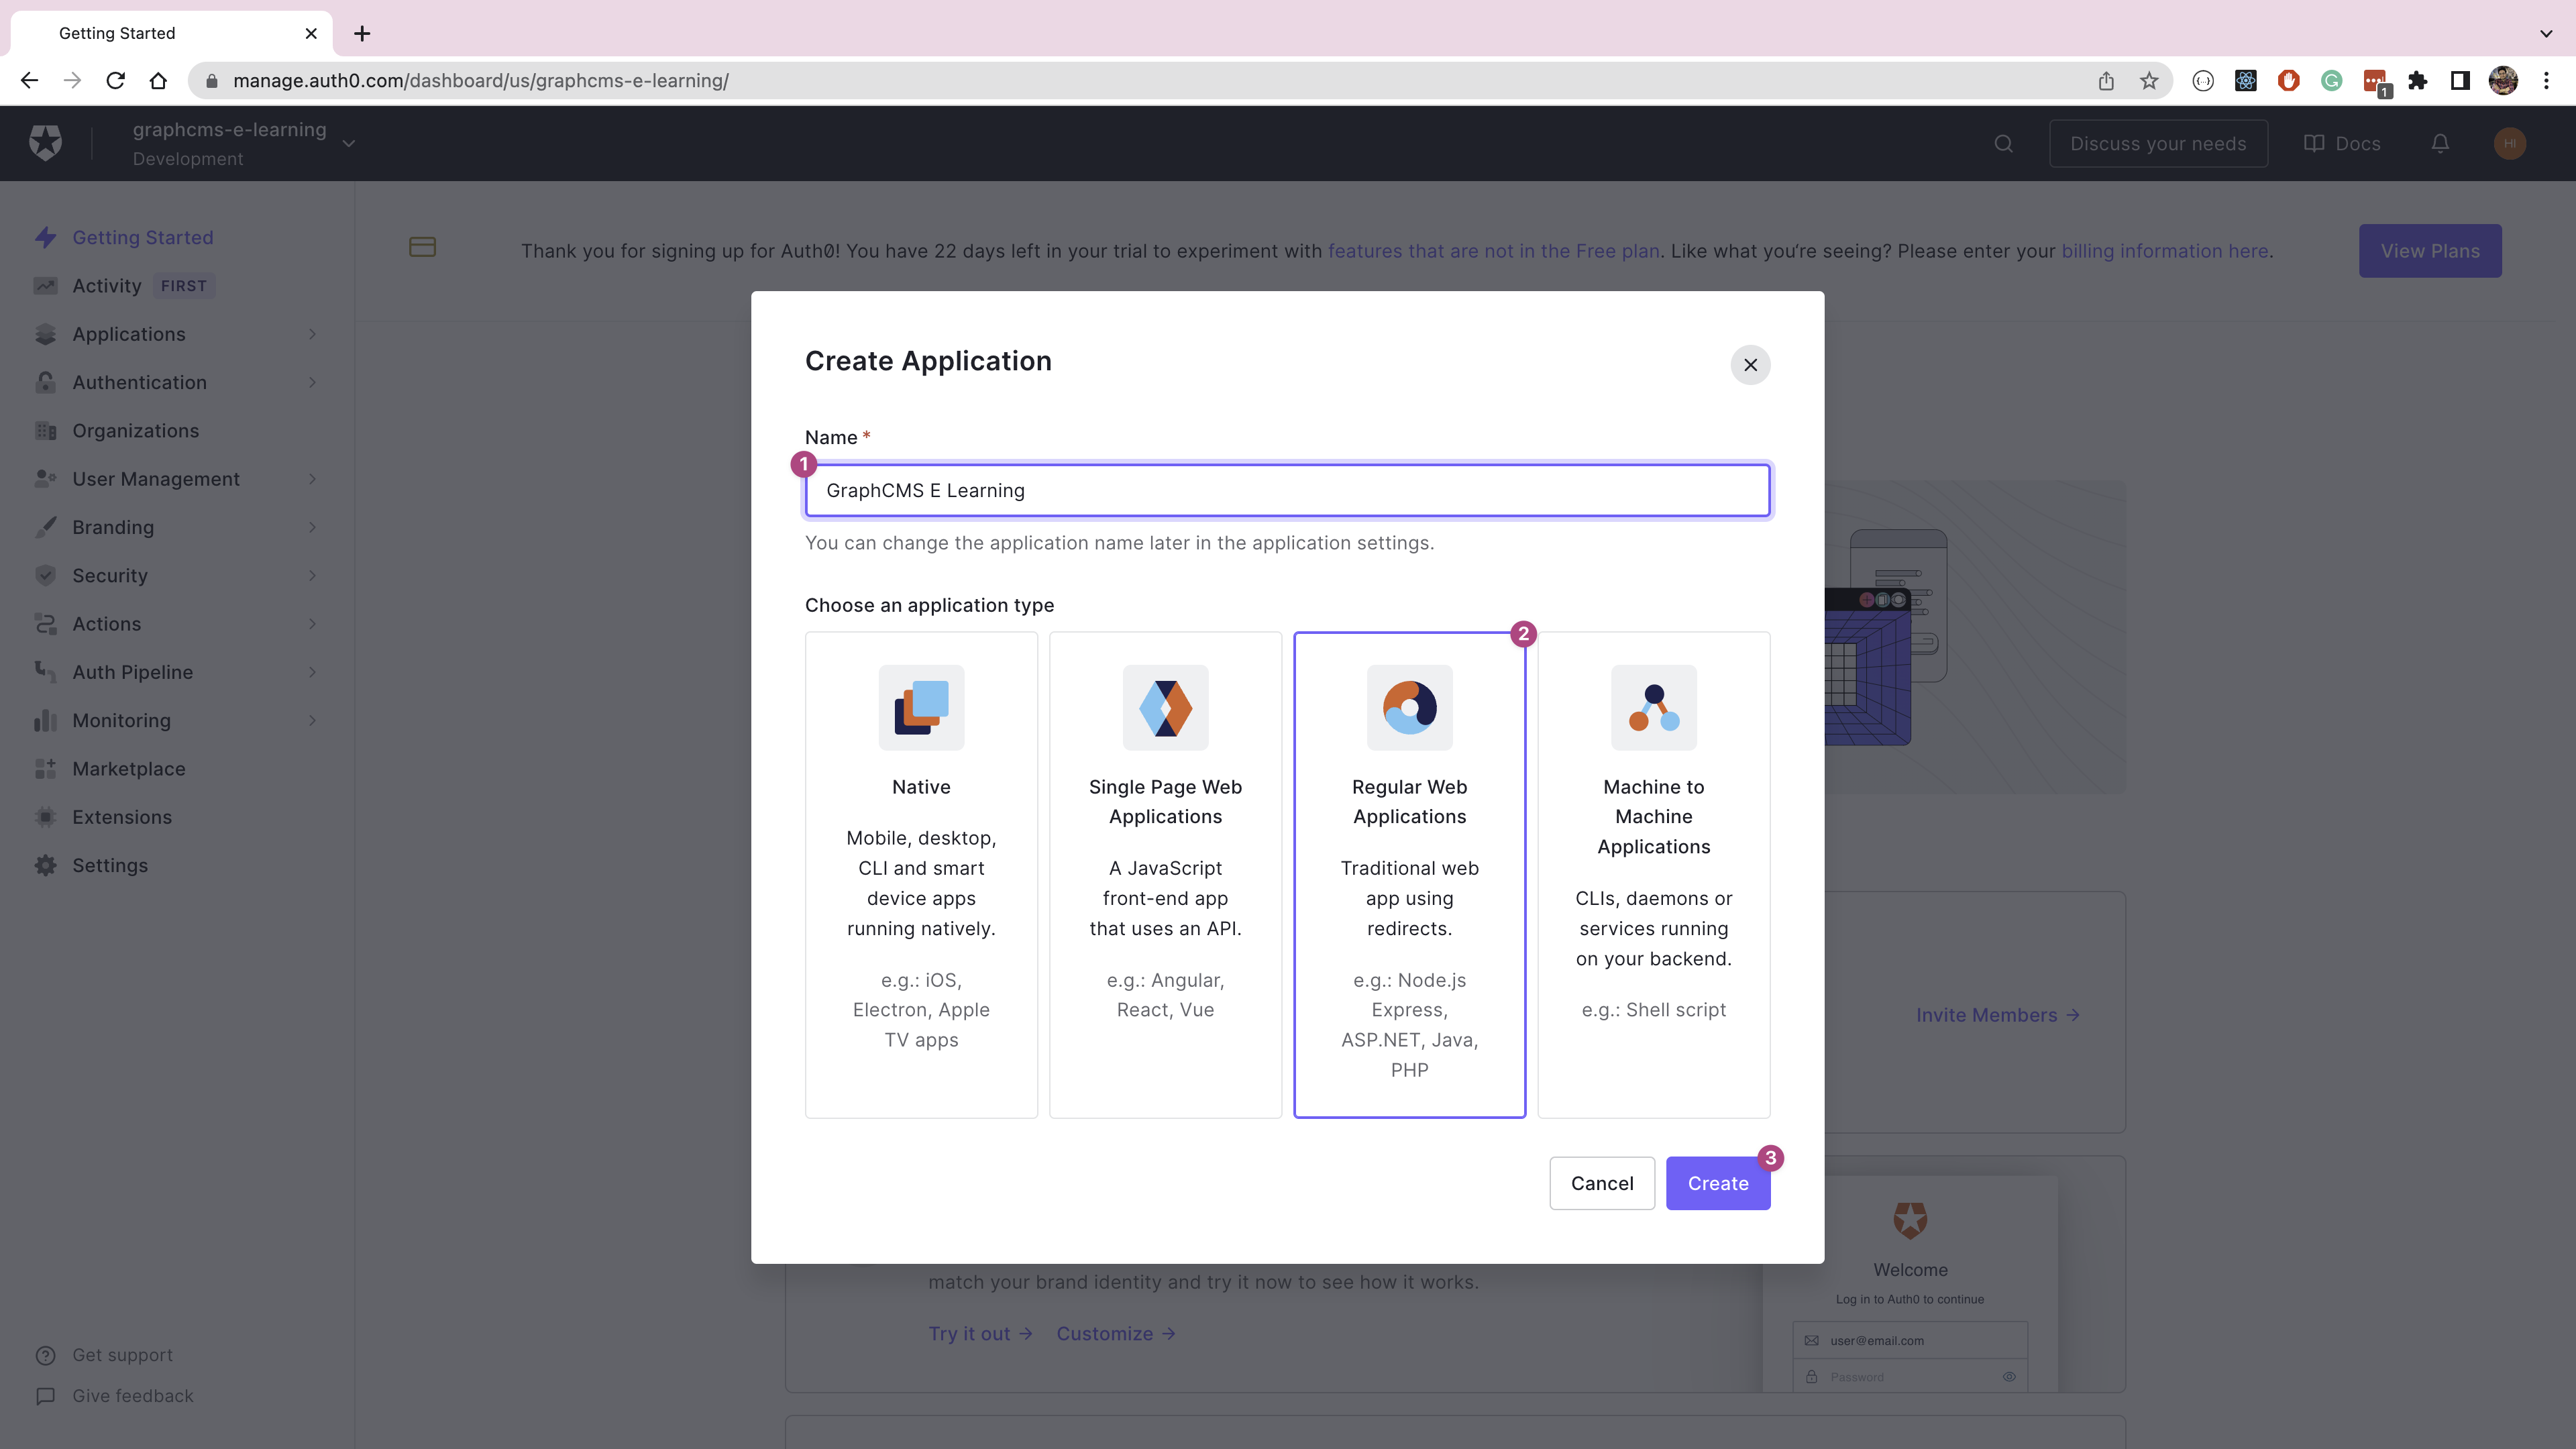 Getting Started
manage.auth0.com/dashboard/us/graphcms-e-learning/
1
graphcms-e-learning
Development
Discuss your needs
Docs
HI
Getting Started
Activity FIRST
Applications
Authentication
Organizations
User Management
Branding
Security
Actions
Auth Pipeline
Monitoring
Marketplace
Extensions
Settings
Get support
Give feedback
Thank you for signing up for Auth0! You have 22 days left in your trial to experiment with features that are not in the Free plan. Like what you're seeing? Please enter your billing information here.
View Plans
Create Application
Name *
1
GraphCMS E Learning
You can change the application name later in the application settings.
Choose an application type
Native
Mobile, desktop,
CLI and smart
device apps
running natively.
e.g.: iOS,
Electron, Apple
TV apps
Single Page Web
Applications
A JavaScript
front-end app
that uses an API.
e.g.: Angular,
React, Vue
2
Regular Web
Applications
Traditional web
app using
redirects.
e.g.: Node.js
Express,
ASP.NET, Java,
PHP
Machine to
Machine
Applications
CLIs, daemons or
services running
on your backend.
e.g.: Shell script
Cancel
Create
3
Invite Members →
match your brand identity and try it now to see how it works.
Try it out → Customize →
Welcome
Log in to Auth0 to continue
user@email.com
Password